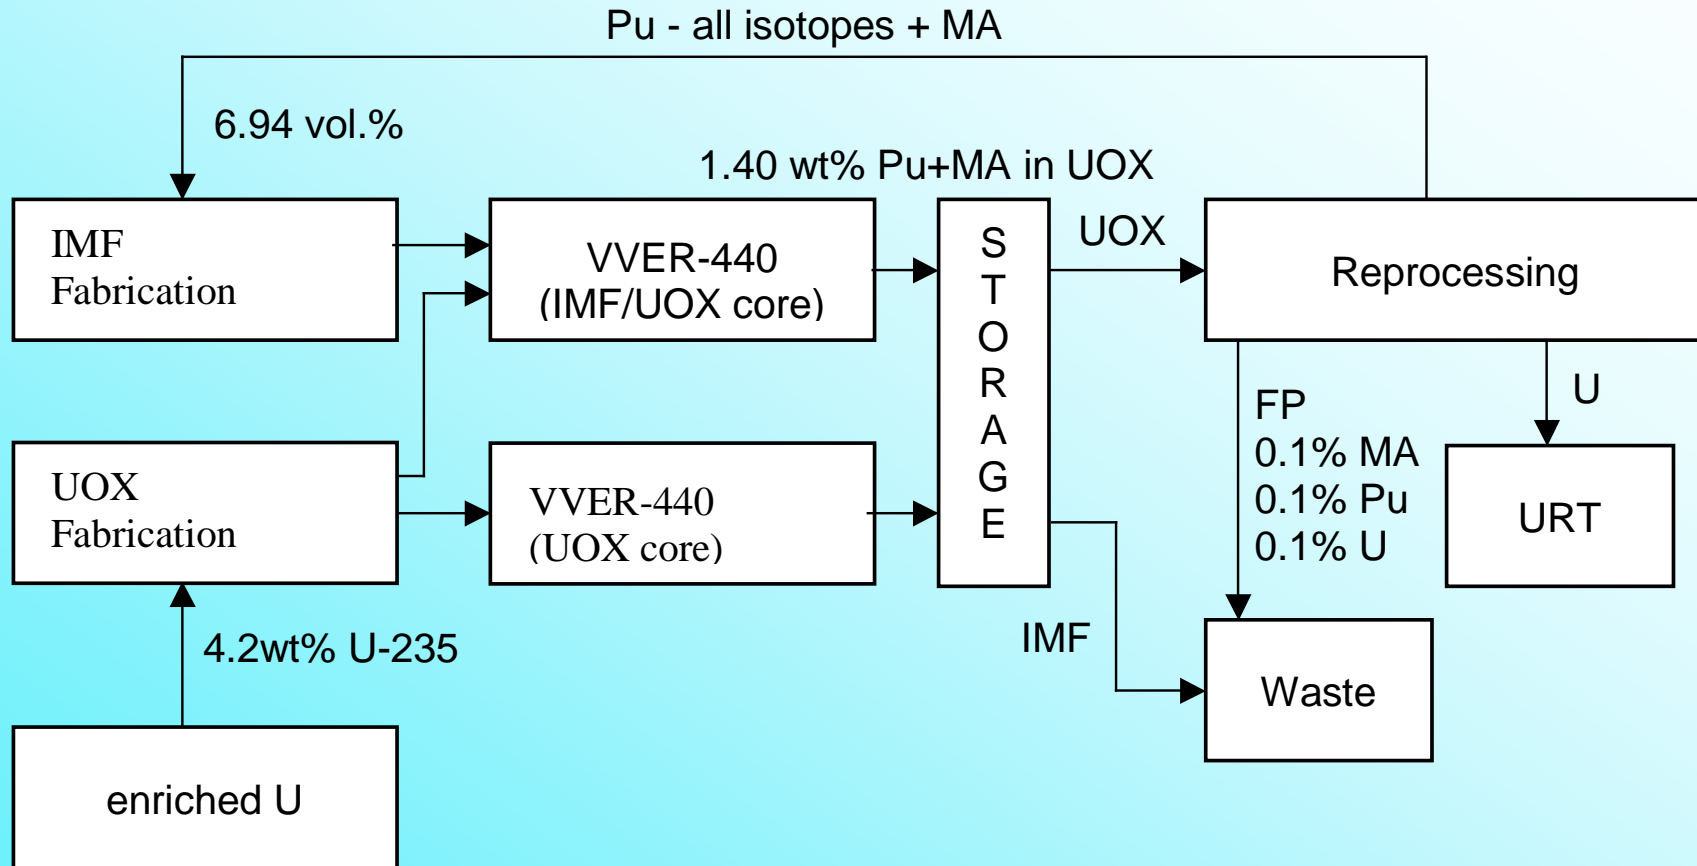 Pu - all isotopes + MA
6.94 vol.%
1.40 wt% Pu+MA in UOX
IMF
Fabrication
VVER-440
(IMF/UOX core)
S
T
O
R
A
G
E
UOX
Reprocessing
UOX
Fabrication
VVER-440
(UOX core)
FP
0.1% MA
0.1% Pu
0.1% U
U
URT
4.2wt% U-235
IMF
Waste
enriched U